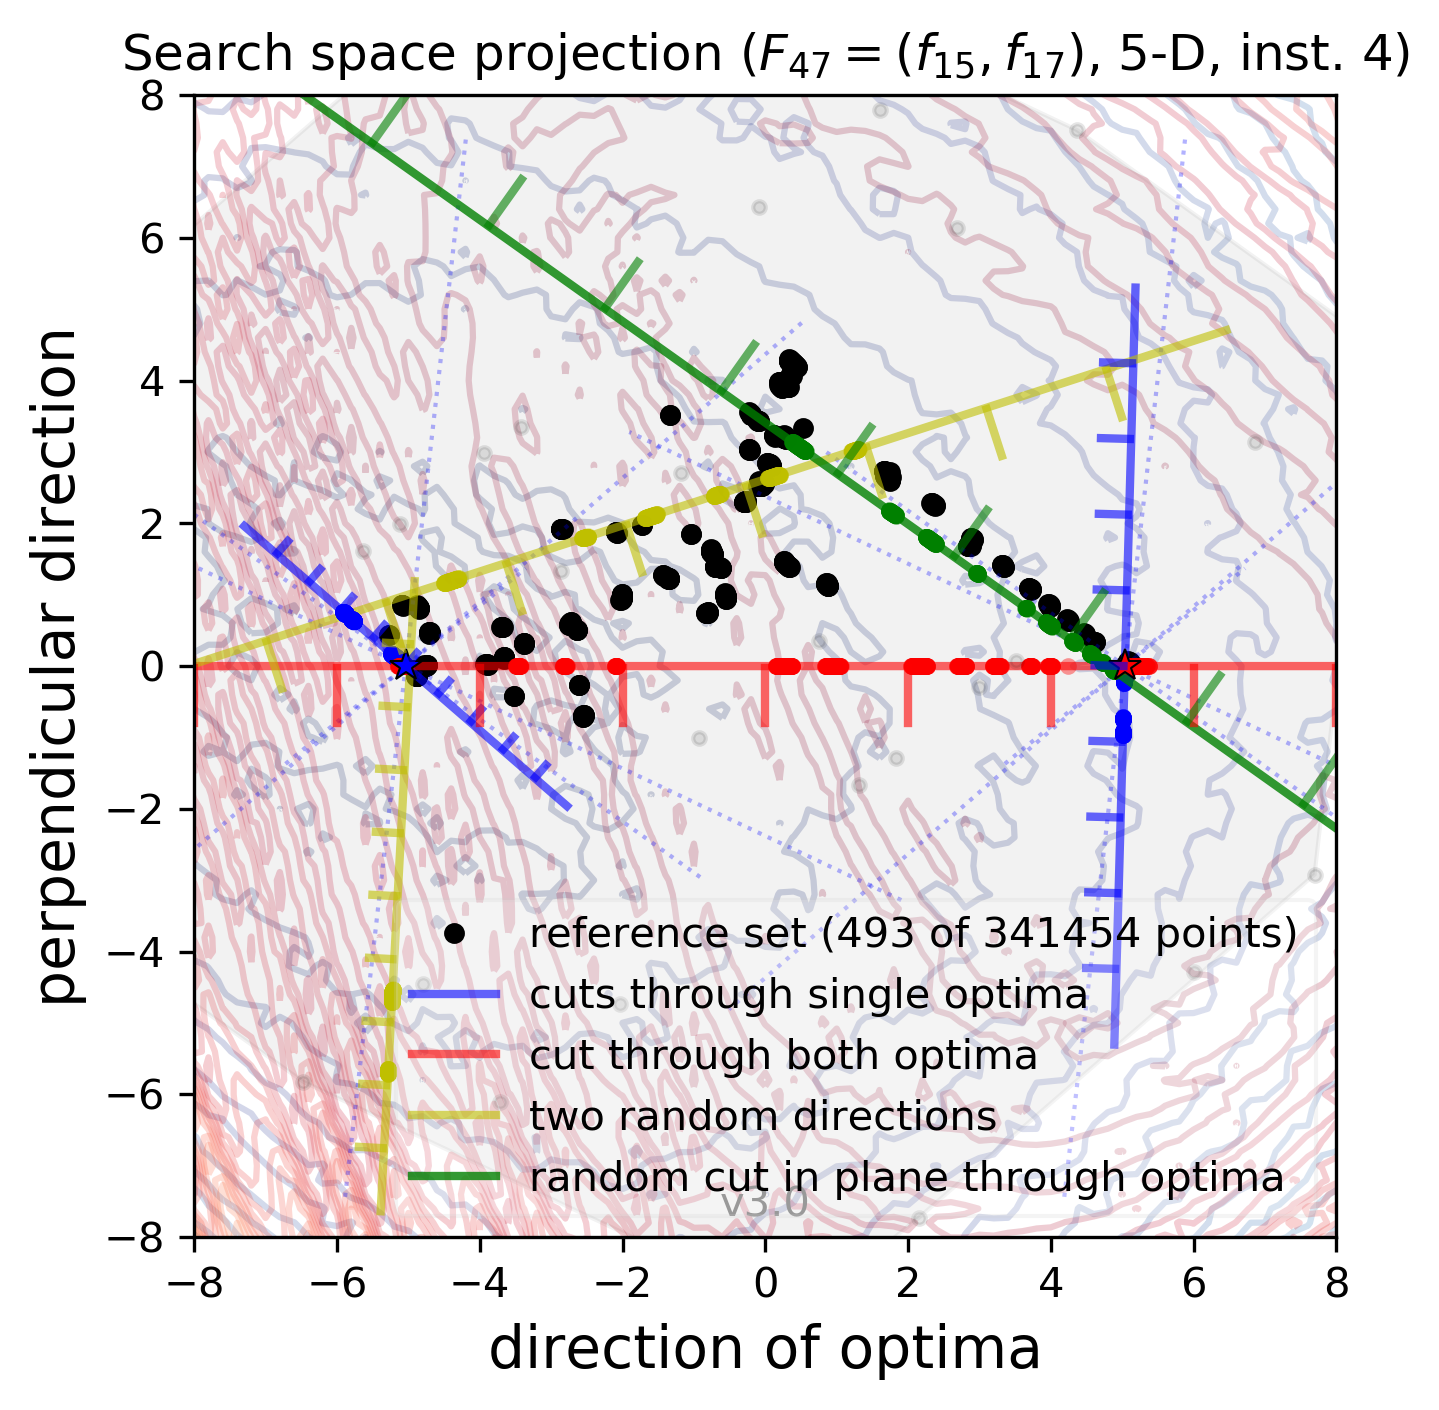 Search space projection (F47 = (f15, f17), 5-D, inst. 4)
8
6
4
2
0
−2
−4
−6
−8
perpendicular direction
reference set (493 of 341454 points)
cuts through single optima
cut through both optima
two random directions
random cut in plane through optima
v3.0
−8 −6 −4 −2 0 2 4 6 8
direction of optima